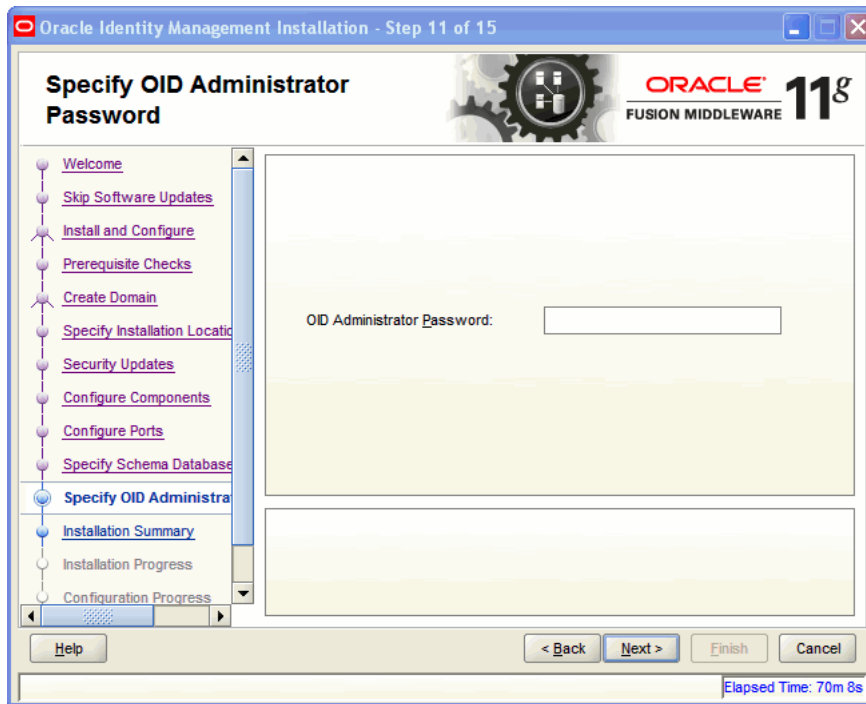 Oracle Identity Management Installation - Step 11 of 15
Specify OID Administrator
Password
ORACLE
FUSION MIDDLEWARE
11g
Welcome
Skip Software Updates
Install and Configure
Prerequisite Checks
Create Domain
Specify Installation Locatio
Security Updates
Configure Components
Configure Ports
Specify Schema Database
Specify OID Administra
Installation Summary
Installation Progress
Configuration Progress
OID Administrator Password:
Help
< Back
Next >
Finish
Cancel
Elapsed Time: 70m 8s